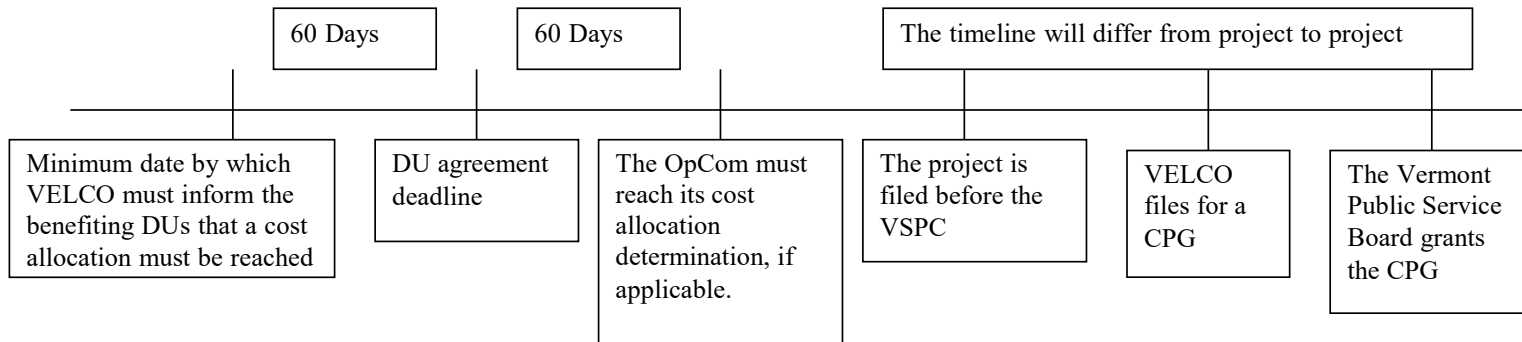 60 Days
60 Days
The timeline will differ from project to project
Minimum date by which
VELCO must inform the
benefiting DUs that a cost
allocation must be reached
DU agreement
deadline
The OpCom must
reach its cost
allocation
determination, if
applicable.
The project is
filed before the
VSPC
VELCO
files for a
CPG
The Vermont
Public Service
Board grants
the CPG